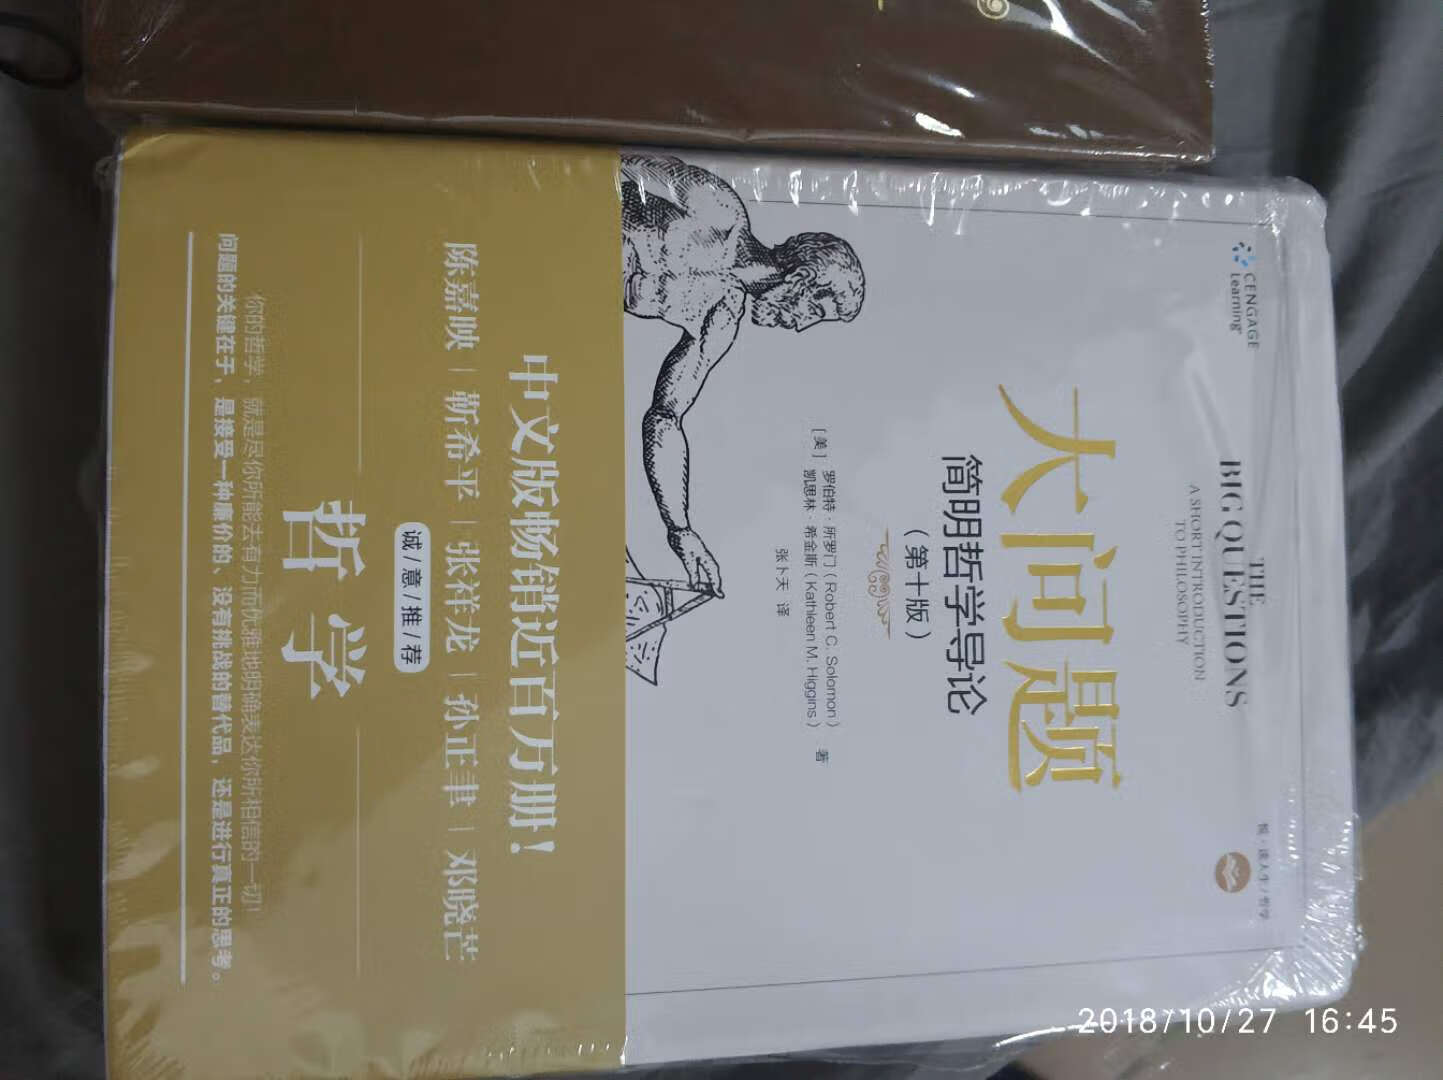 CENGAGE
Learning®
THE
BIG QUESTIONS
A SHORT INTRODUCTION
TO PHILOSOPHY
悦·读人生/哲学
大问题
简明哲学导论
（第十版）
[美] 罗伯特·所罗门（Robert C. Solomon）
凯思林·希金斯（Kathleen M. Higgins） 著
张卜天 译
中文版畅销近百万册！
陈嘉映|靳希平|张祥龙|孙正聿|邓晓芒
诚/意/推/荐
哲学
你的哲学，就是尽你所能去有力而优雅地明确表达你所相信的一切！
问题的关键在于，是接受一种廉价的、没有挑战的替代品，还是进行真正的思考。
2018/10/27 16:45